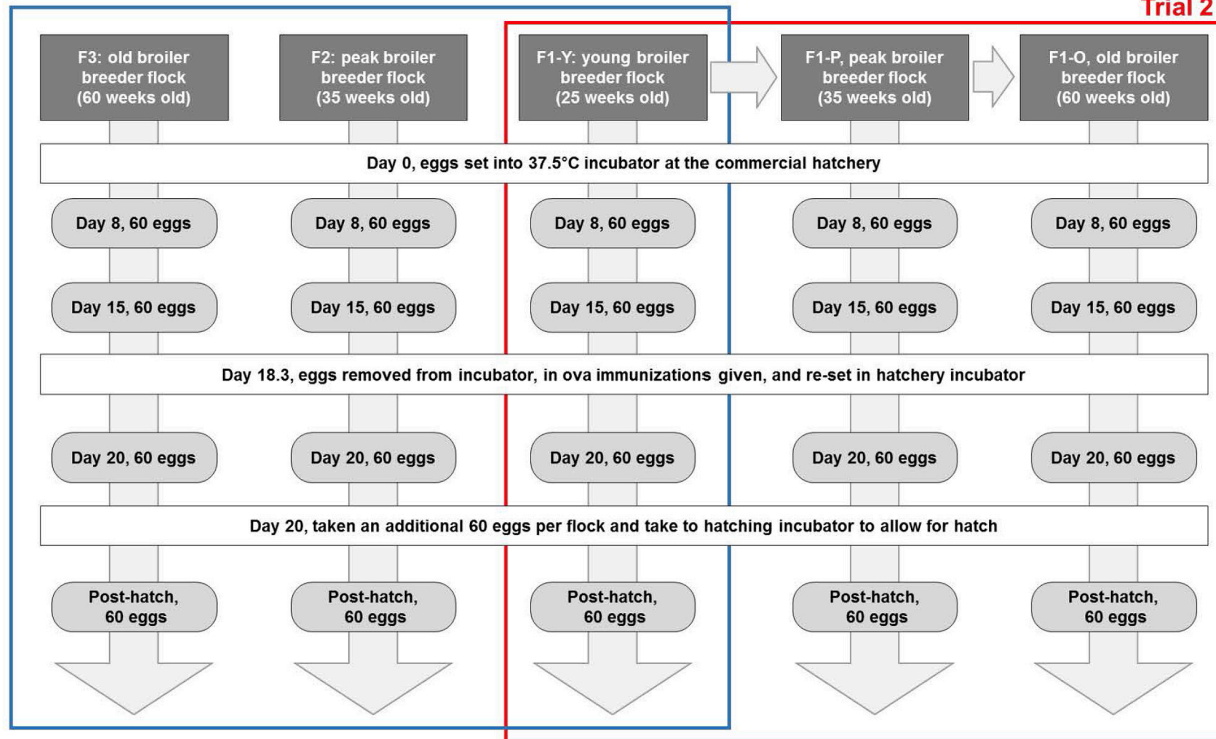 Trial 2
F3: old broiler
breeder flock
(60 weeks old)
F2: peak broiler
breeder flock
(35 weeks old)
F1-Y: young broiler
breeder flock
(25 weeks old)
F1-P, peak broiler
breeder flock
(35 weeks old)
F1-O, old broiler
breeder flock
(60 weeks old)
Day 0, eggs set into 37.5°C incubator at the commercial hatchery
Day 8, 60 eggs
Day 8, 60 eggs
Day 8, 60 eggs
Day 8, 60 eggs
Day 8, 60 eggs
Day 15, 60 eggs
Day 15, 60 eggs
Day 15, 60 eggs
Day 15, 60 eggs
Day 15, 60 eggs
Day 18.3, eggs removed from incubator, in ova immunizations given, and re-set in hatchery incubator
Day 20, 60 eggs
Day 20, 60 eggs
Day 20, 60 eggs
Day 20, 60 eggs
Day 20, 60 eggs
Day 20, taken an additional 60 eggs per flock and take to hatching incubator to allow for hatch
Post-hatch,
60 eggs
Post-hatch,
60 eggs
Post-hatch,
60 eggs
Post-hatch,
60 eggs
Post-hatch,
60 eggs